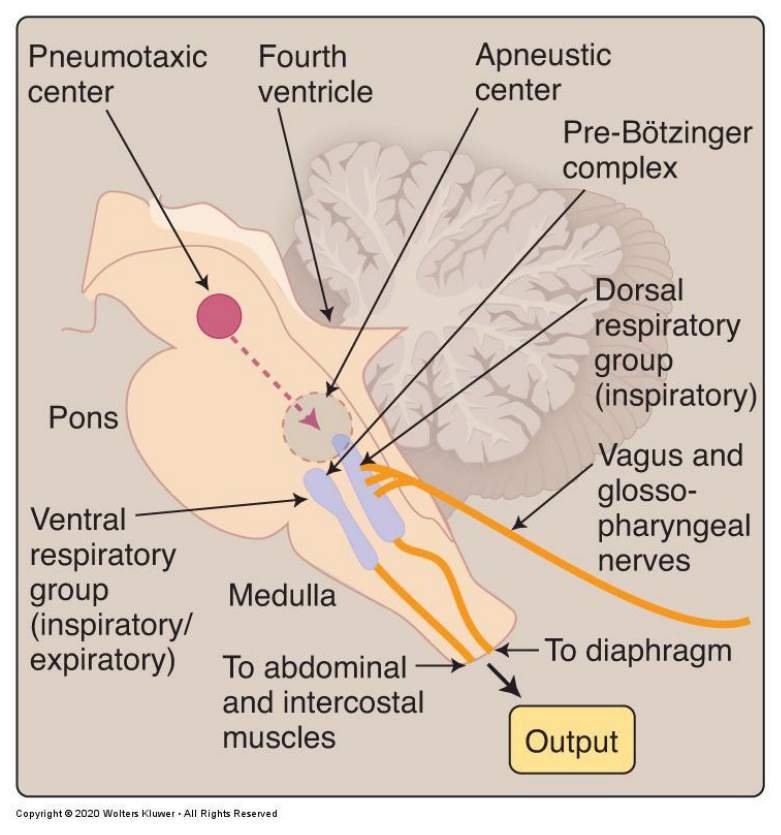 Pneumotaxic
center
Fourth
ventricle
Apneustic
center
Pre-Bötzinger
complex
Dorsal
respiratory
group
(inspiratory)
Pons
Vagus and
glosso-
pharyngeal
nerves
Ventral
respiratory
group
(inspiratory/
expiratory)
Medulla
To abdominal
and intercostal
muscles
To diaphragm
Output
Copyright © 2020 Wolters Kluwer - All Rights Reserved